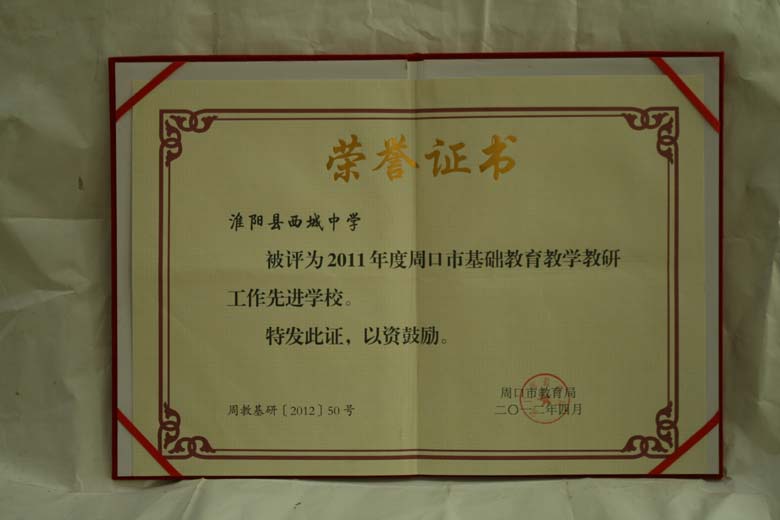 荣誉证书
淮阳县西城中学
被评为2011年度周口市基础教育教学教研
工作先进学校。
特发此证，以资鼓励。
周口市教育局
周教基研〔2012〕50号
二〇一二年四月